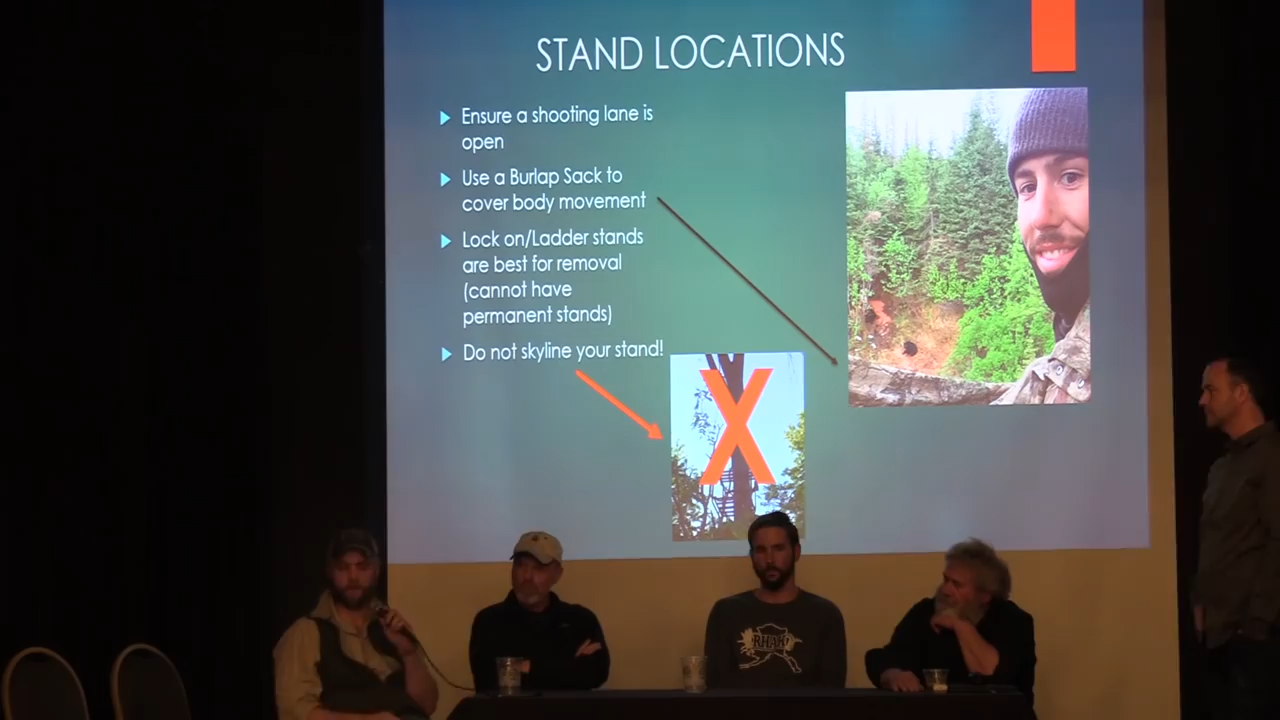 STAND LOCATIONS
Ensure a shooting lane is
open
Use a Burlap Sack to
cover body movement
Lock on/Ladder stands
are best for removal
(cannot have
permanent stands)
Do not skyline your stand!
X
RHAK